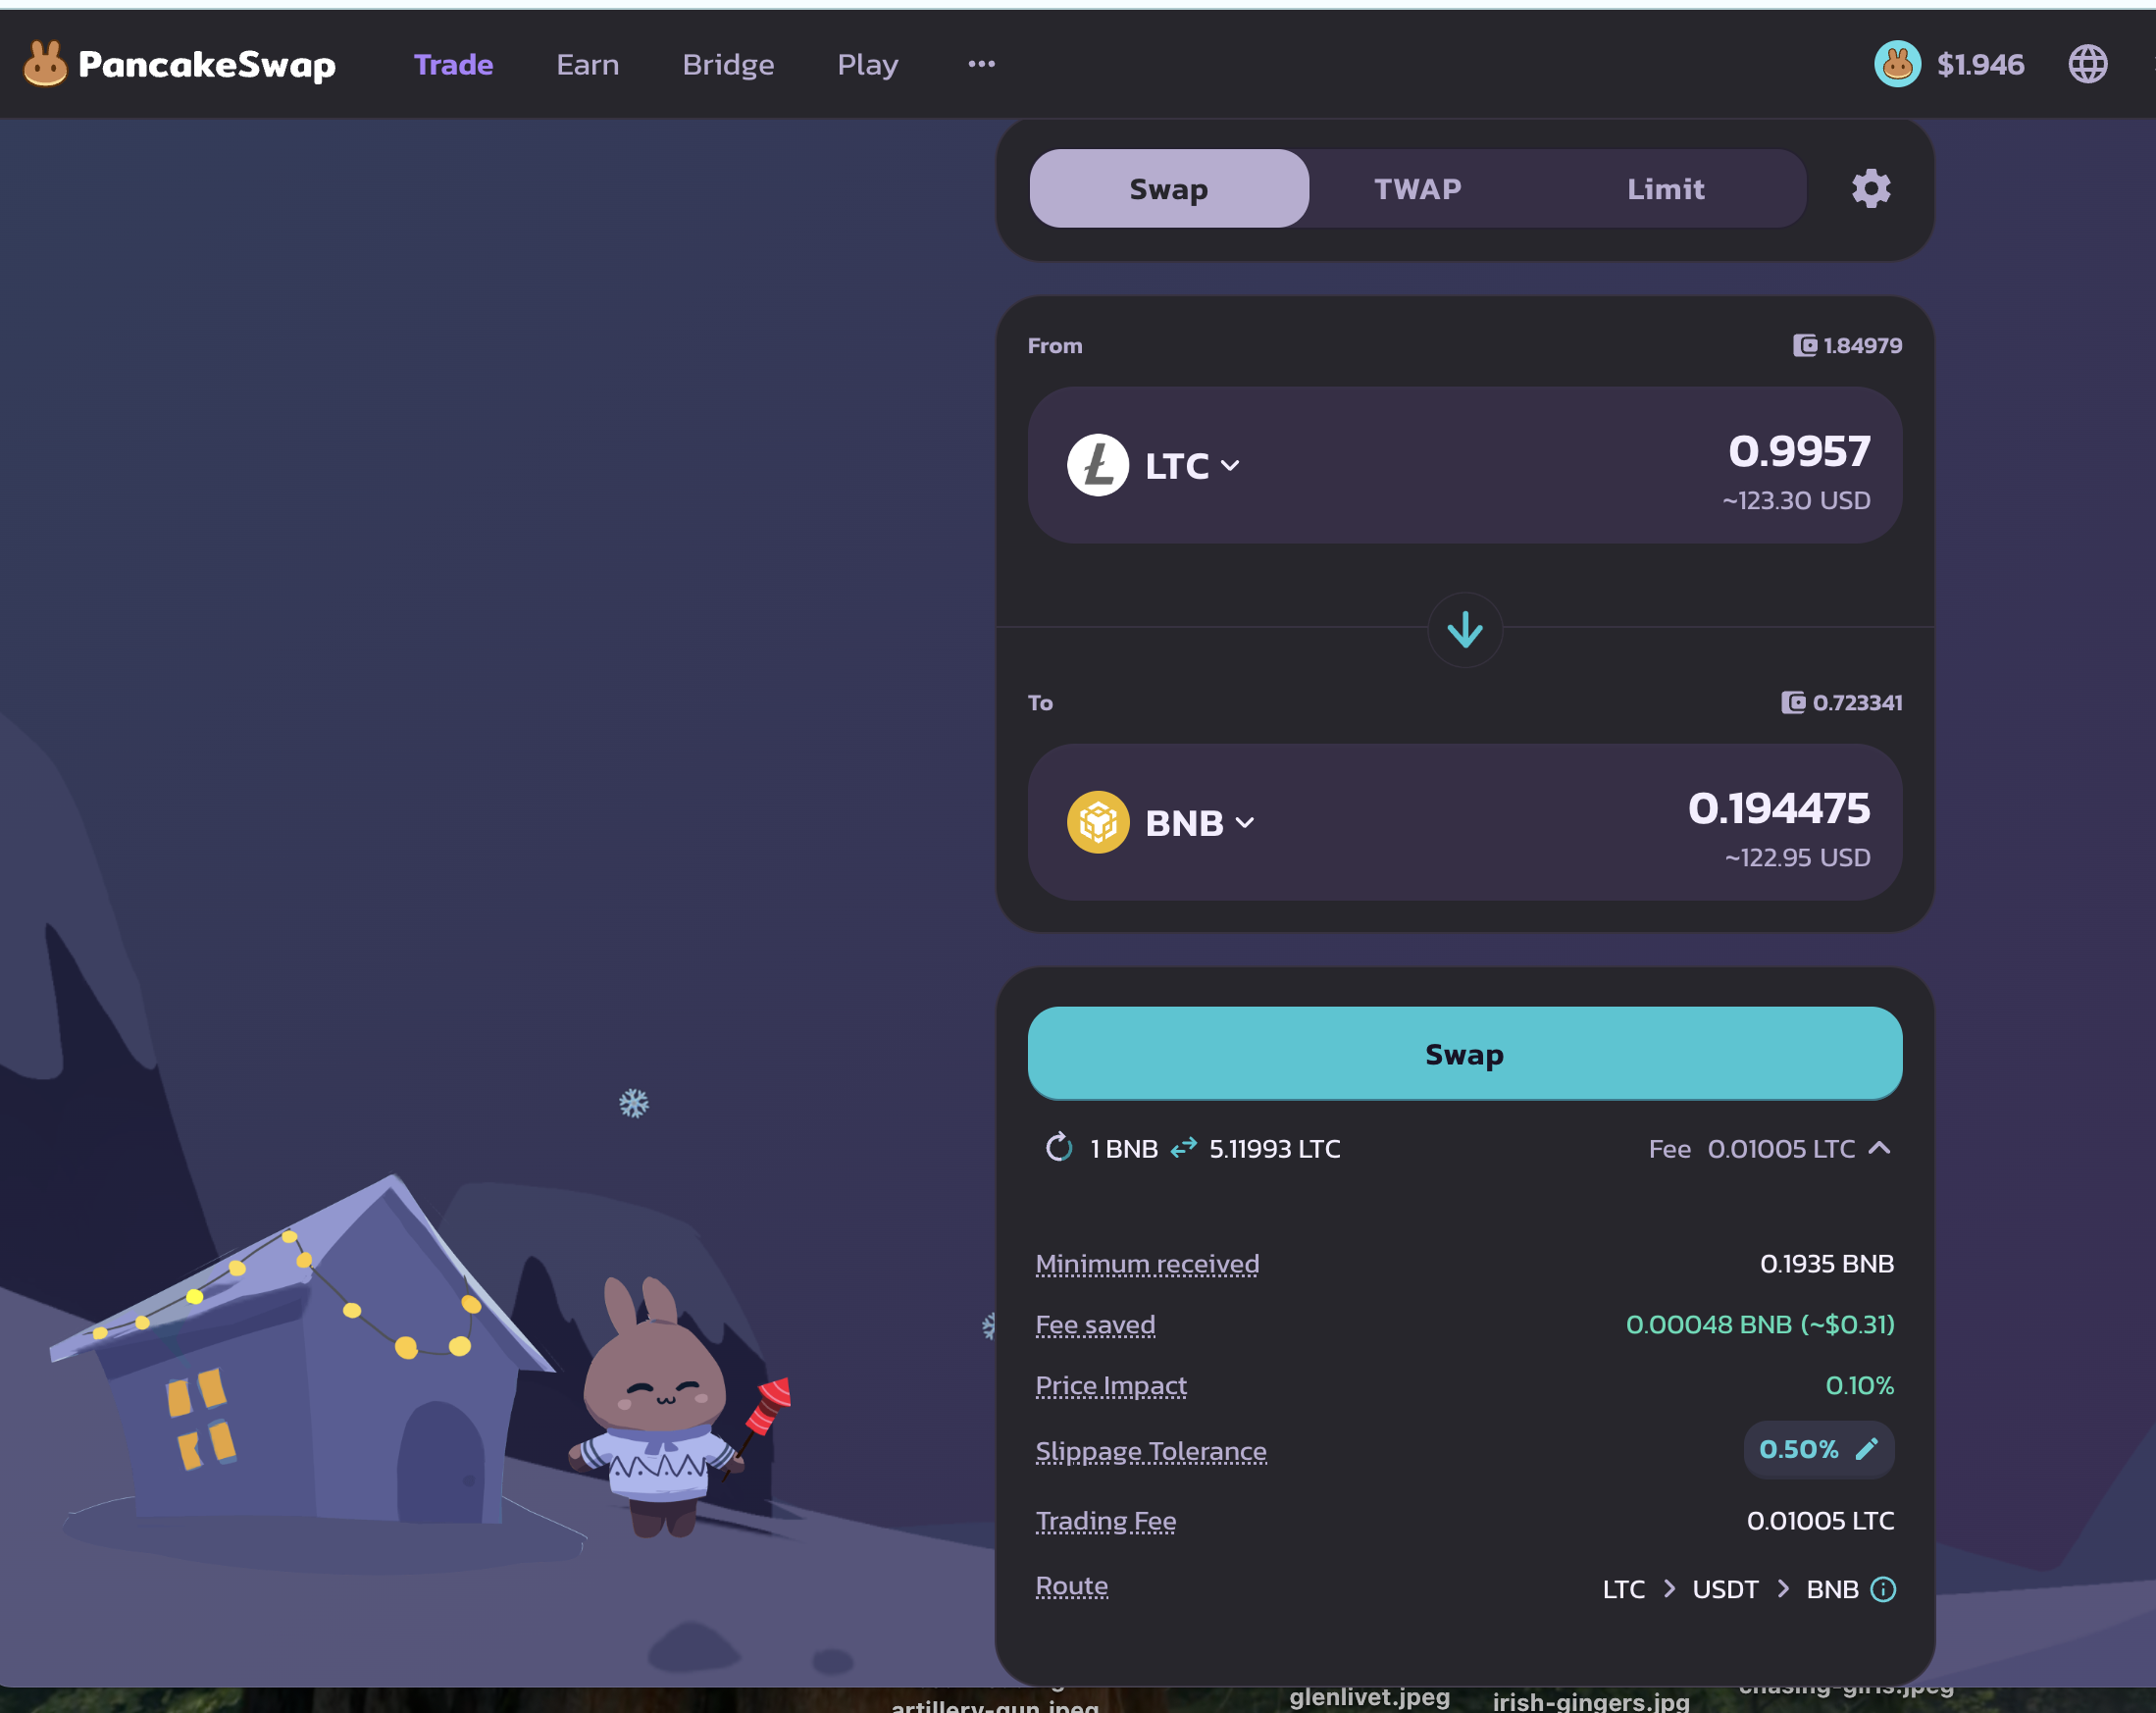 PancakeSwap Trade Earn Bridge Play ••• $1.946
Swap TWAP Limit
From 1.84979
LTC 0.9957
~123.30 USD
To 0.723341
BNB 0.194475
~122.95 USD
Swap
1 BNB 5.11993 LTC Fee 0.01005 LTC
Minimum received 0.1935 BNB
Fee saved 0.00048 BNB (~$0.31)
Price Impact 0.10%
Slippage Tolerance 0.50%
Trading Fee 0.01005 LTC
Route LTC > USDT > BNB
artillery-gun.jpeg glenlivet.jpeg irish-gingers.jpg chasing-girls.jpeg